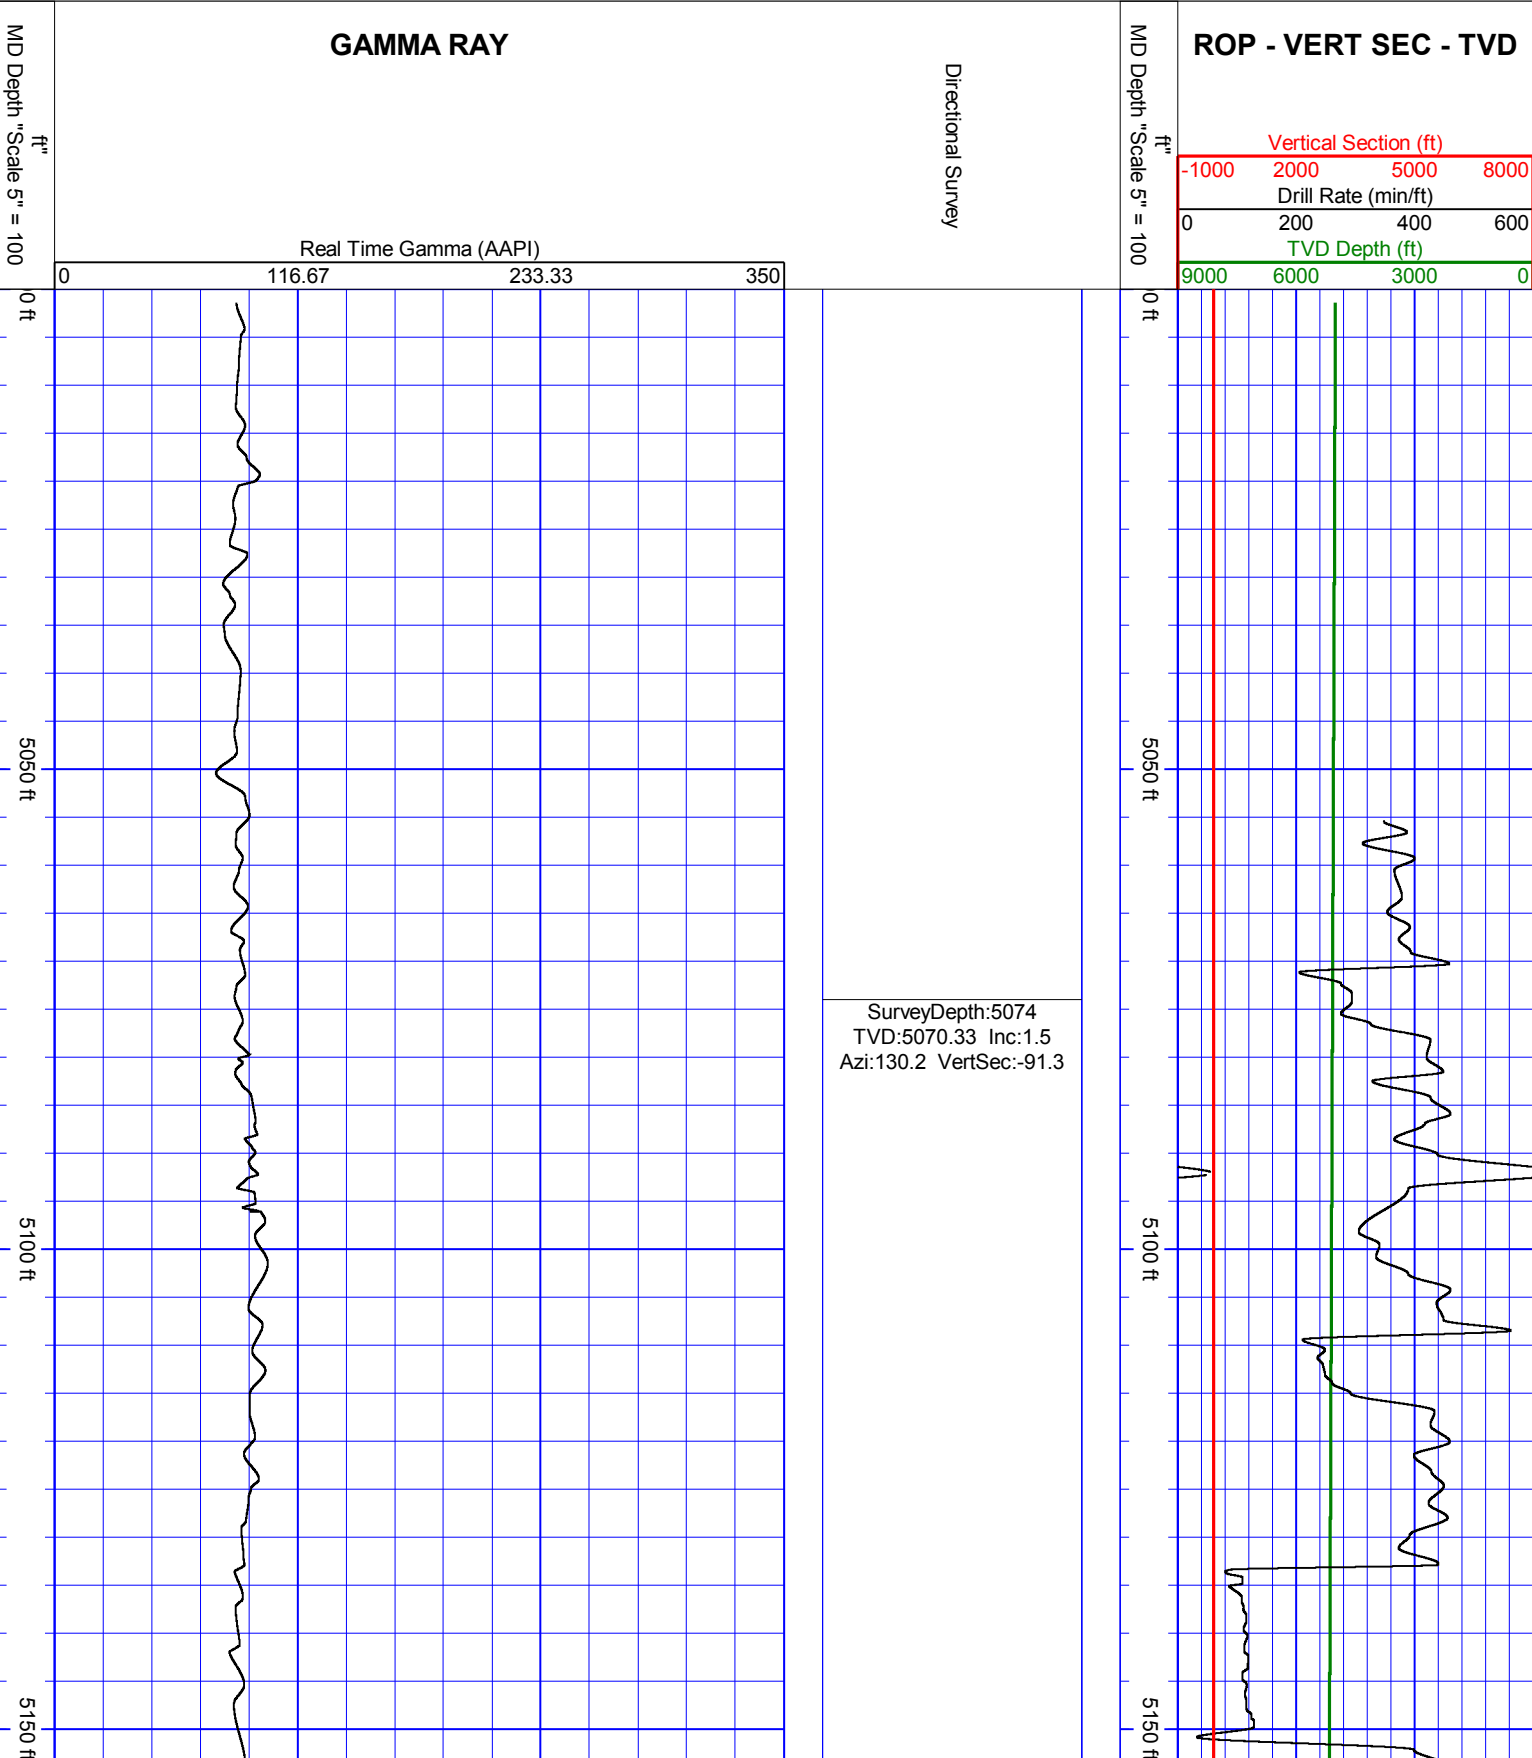 GAMMA RAY
ROP - VERT SEC - TVD
MD Depth "Scale 5" = 100
ft"
Directional Survey
MD Depth "Scale 5" = 100
ft"
Vertical Section (ft)
-1000 2000 5000 8000
Drill Rate (min/ft)
0 200 400 600
Real Time Gamma (AAPI)
TVD Depth (ft)
0 116.67 233.33 350
9000 6000 3000 0
0 ft
0 ft
5050 ft
5050 ft
SurveyDepth:5074
TVD:5070.33 Inc:1.5
Azi:130.2 VertSec:-91.3
5100 ft
5100 ft
5150 ft
5150 ft